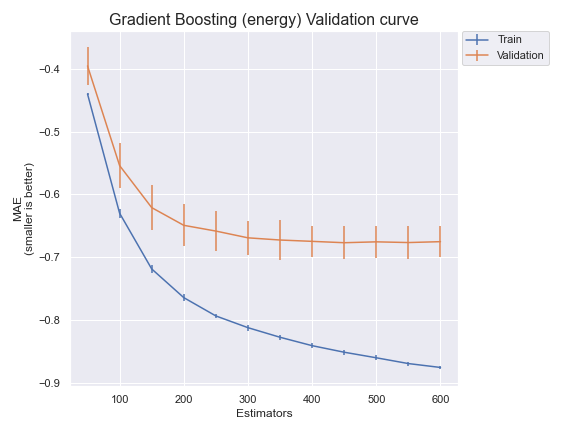 Gradient Boosting (energy) Validation curve
Train
Validation
−0.4
−0.5
−0.6
−0.7
−0.8
−0.9
MAE
(smaller is better)
100
200
300
400
500
600
Estimators